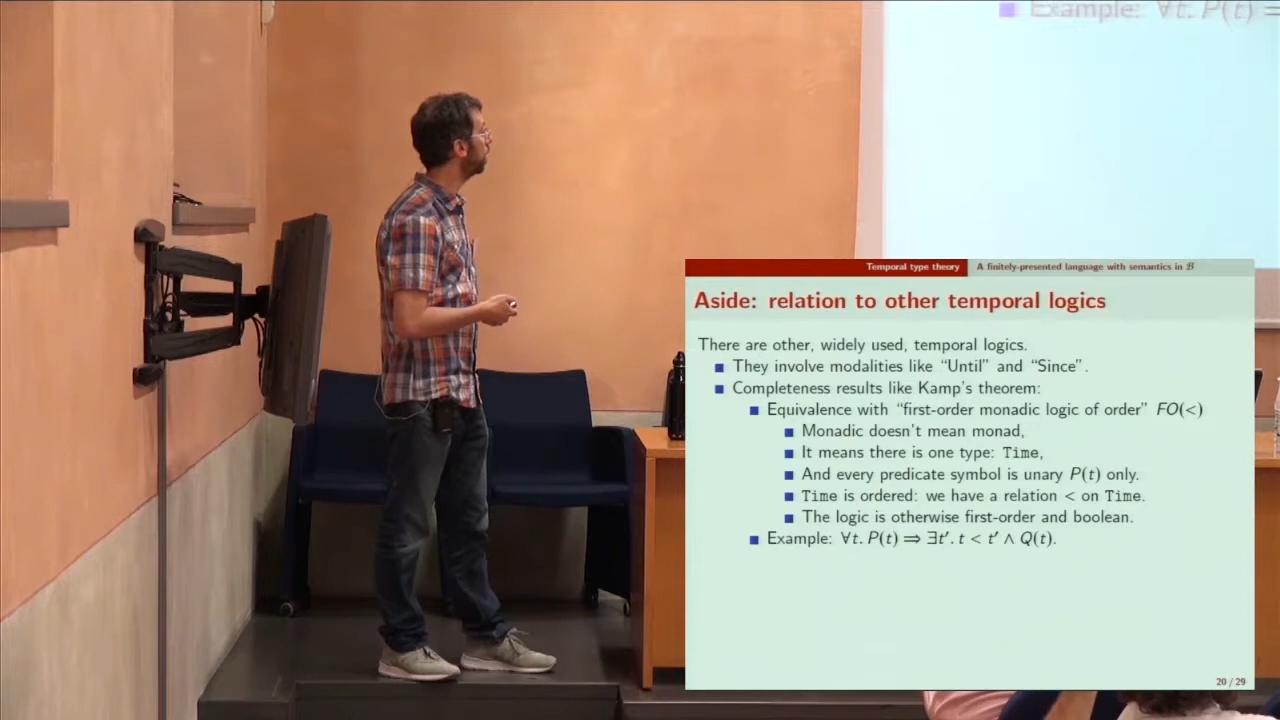 Example: ∀t. P(t) =
Temporal type theory A finitely-presented language with semantics in ℬ
Aside: relation to other temporal logics
There are other, widely used, temporal logics.
They involve modalities like “Until” and “Since”.
Completeness results like Kamp’s theorem:
Equivalence with “first-order monadic logic of order” FO(<)
Monadic doesn’t mean monad,
It means there is one type: Time,
And every predicate symbol is unary P(t) only.
Time is ordered: we have a relation < on Time.
The logic is otherwise first-order and boolean.
Example: ∀t. P(t) ⇒ ∃t′. t < t′ ∧ Q(t).
20 / 29